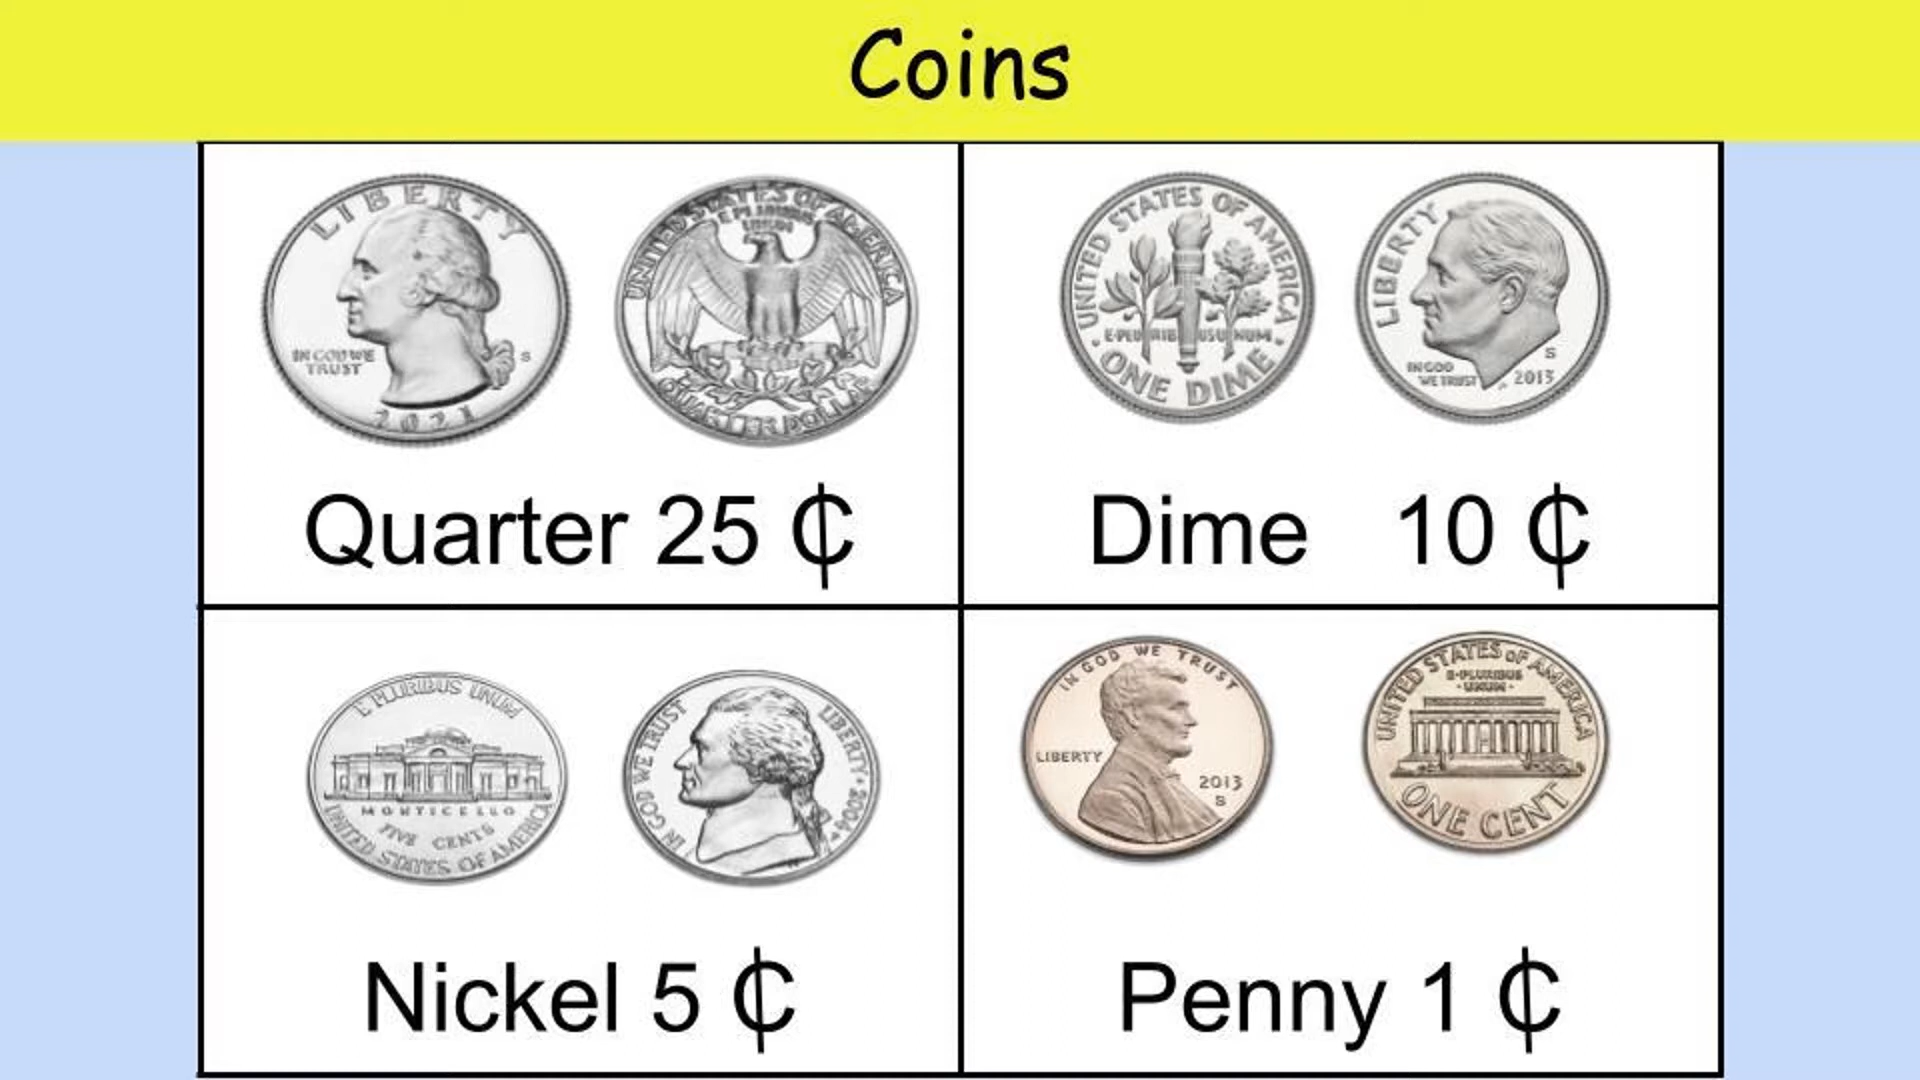 Coins
LIBERTY
IN GOD WE
TRUST
S
2021
UNITED STATES OF AMERICA
E PLURIBUS
UNUM
QUARTER DOLLAR
Quarter 25 ₵
UNITED STATES OF AMERICA
E PLURIBUS UNUM
ONE DIME
LIBERTY
IN GOD
WE TRUST
S
2013
Dime 10 ₵
E PLURIBUS UNUM
MONTICELLO
FIVE CENTS
UNITED STATES OF AMERICA
IN GOD WE TRUST
LIBERTY * 2004 *
Nickel 5 ₵
IN GOD WE TRUST
LIBERTY
2013
S
UNITED STATES OF AMERICA
E·PLURIBUS
·UNUM·
ONE CENT
Penny 1 ₵